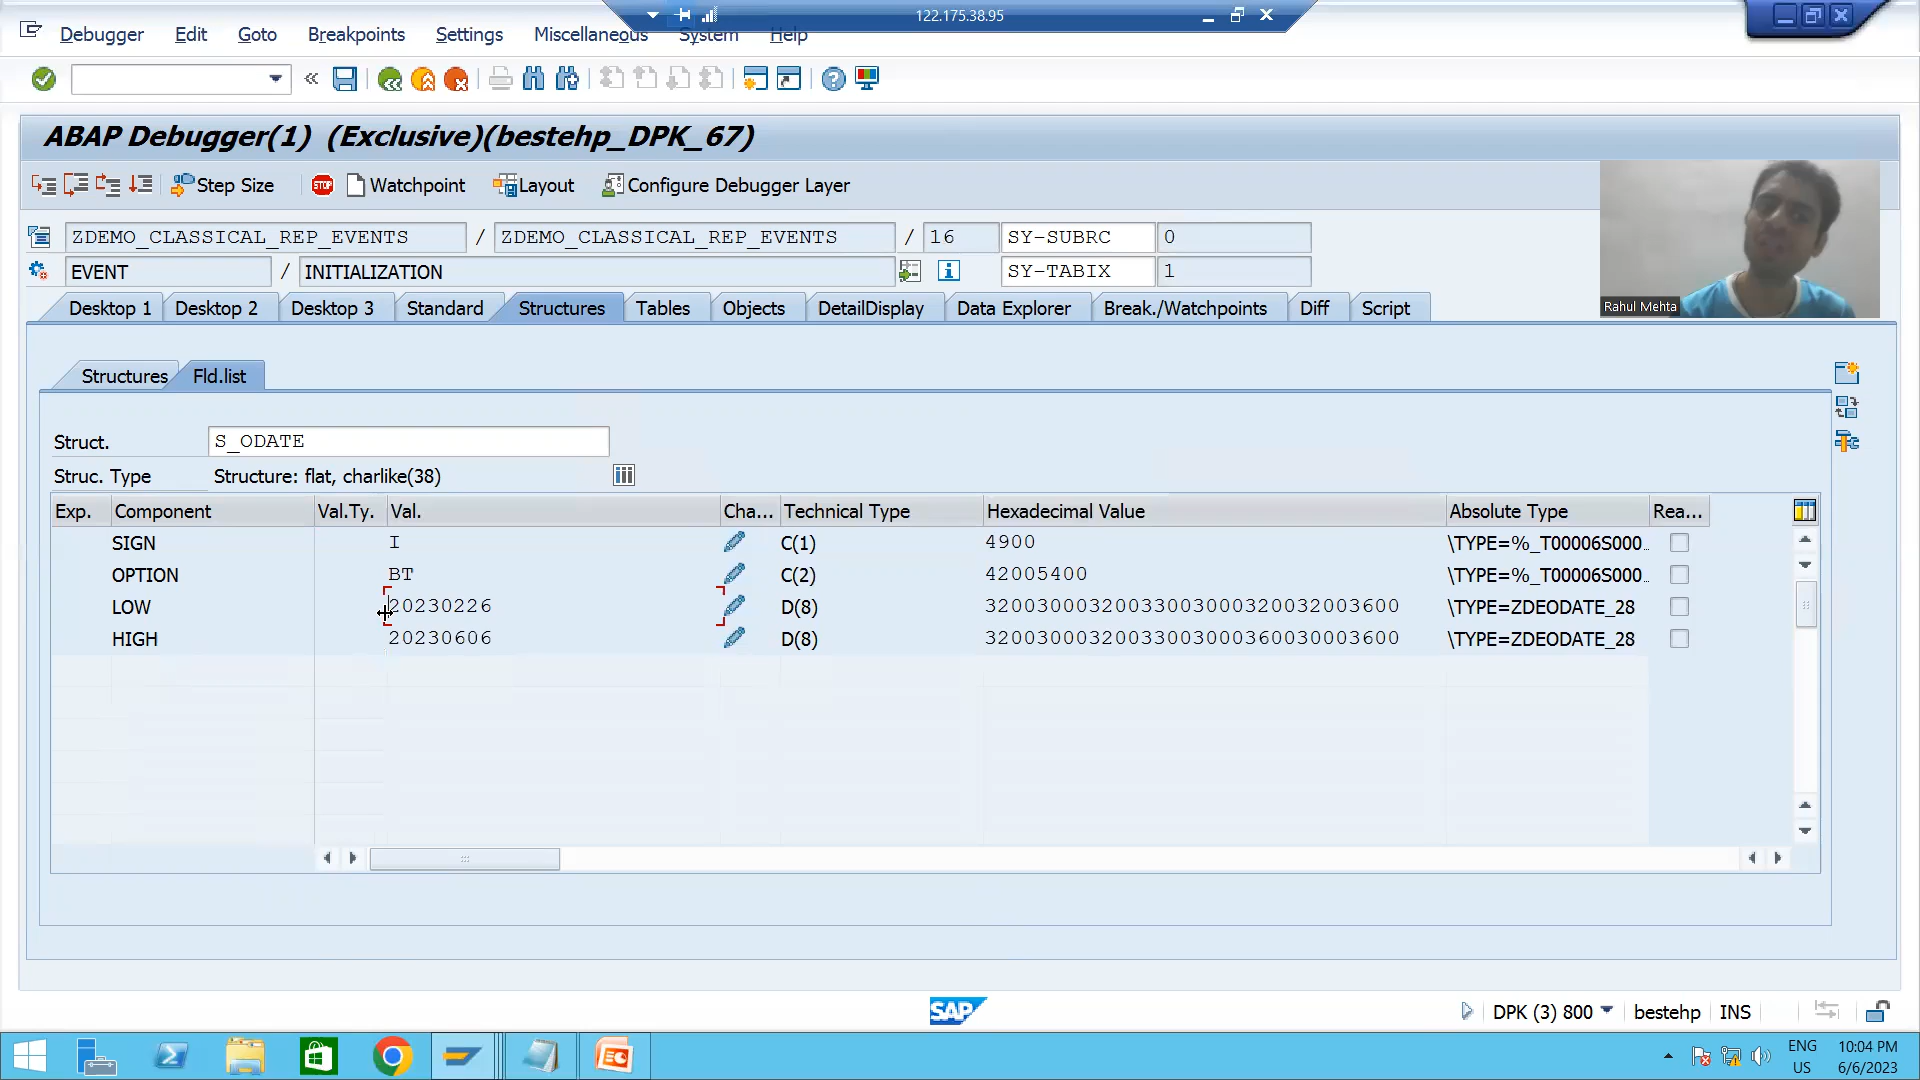 122.175.38.95
Debugger Edit Goto Breakpoints Settings Miscellaneous System Help
ABAP Debugger(1) (Exclusive)(bestehp_DPK_67)
Step Size STOP Watchpoint Layout Configure Debugger Layer
ZDEMO_CLASSICAL_REP_EVENTS / ZDEMO_CLASSICAL_REP_EVENTS / 16 SY-SUBRC 0
EVENT / INITIALIZATION SY-TABIX 1
Rahul Mehta
Desktop 1 Desktop 2 Desktop 3 Standard Structures Tables Objects DetailDisplay Data Explorer Break./Watchpoints Diff Script
Structures Fld.list
Struct. S_ODATE
Struc. Type Structure: flat, charlike(38)
Exp. Component Val.Ty. Val. Cha... Technical Type Hexadecimal Value Absolute Type Rea...
SIGN I C(1) 4900 \TYPE=%_T00006S000...
OPTION BT C(2) 42005400 \TYPE=%_T00006S000...
LOW 20230226 D(8) 32003000320033003000320032003600 \TYPE=ZDEODATE_28
HIGH 20230606 D(8) 32003000320033003000360030003600 \TYPE=ZDEODATE_28
SAP DPK (3) 800 bestehp INS
ENG 10:04 PM
US 6/6/2023